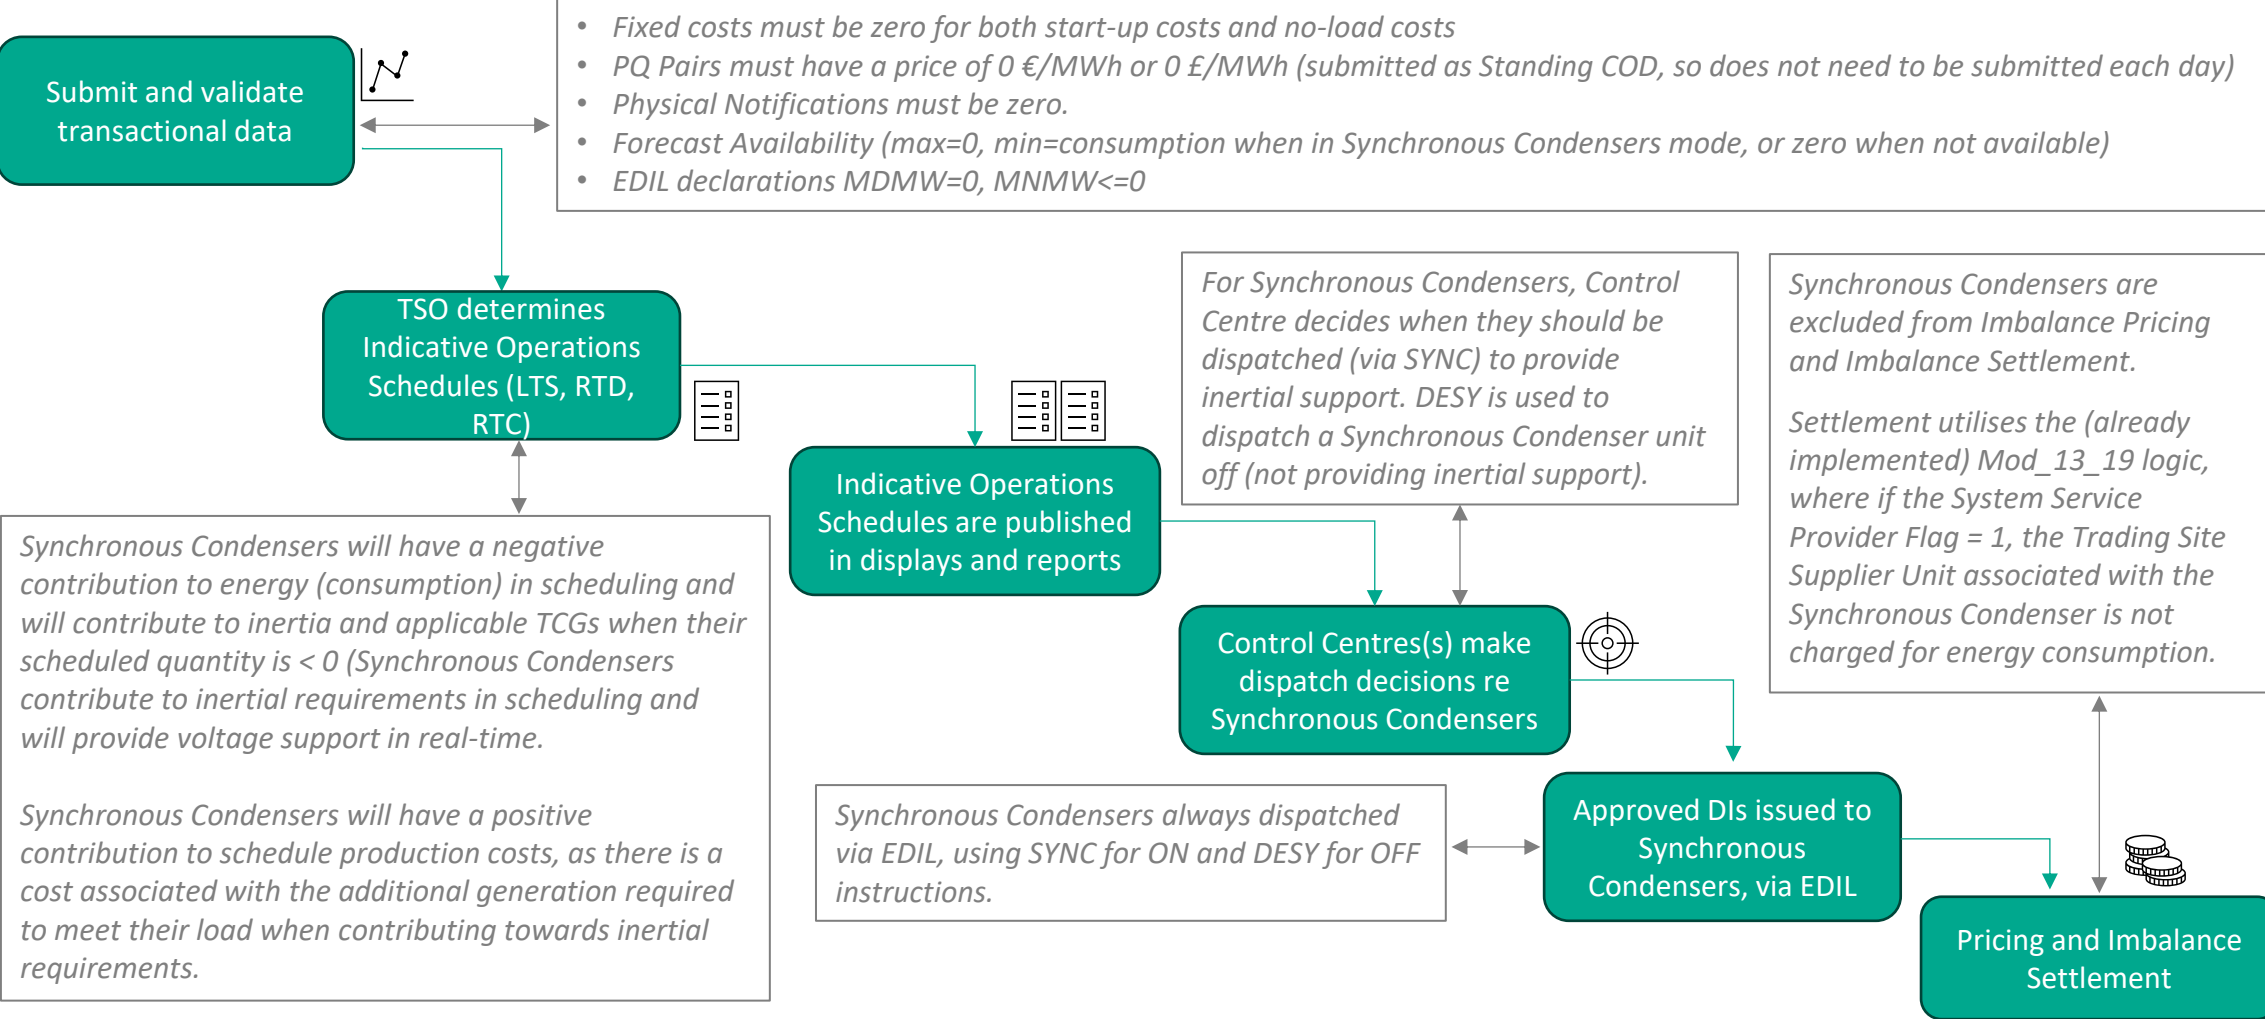 • Fixed costs must be zero for both start-up costs and no-load costs
• PQ Pairs must have a price of 0 €/MWh or 0 £/MWh (submitted as Standing COD, so does not need to be submitted each day)
• Physical Notifications must be zero.
• Forecast Availability (max=0, min=consumption when in Synchronous Condensers mode, or zero when not available)
• EDIL declarations MDMW=0, MNMW<=0
Submit and validate
transactional data
TSO determines
Indicative Operations
Schedules (LTS, RTD,
RTC)
Synchronous Condensers will have a negative
contribution to energy (consumption) in scheduling and
will contribute to inertia and applicable TCGs when their
scheduled quantity is < 0 (Synchronous Condensers
contribute to inertial requirements in scheduling and
will provide voltage support in real-time.
Synchronous Condensers will have a positive
contribution to schedule production costs, as there is a
cost associated with the additional generation required
to meet their load when contributing towards inertial
requirements.
Indicative Operations
Schedules are published
in displays and reports
For Synchronous Condensers, Control
Centre decides when they should be
dispatched (via SYNC) to provide
inertial support. DESY is used to
dispatch a Synchronous Condenser unit
off (not providing inertial support).
Control Centres(s) make
dispatch decisions re
Synchronous Condensers
Synchronous Condensers always dispatched
via EDIL, using SYNC for ON and DESY for OFF
instructions.
Approved DIs issued to
Synchronous
Condensers, via EDIL
Synchronous Condensers are
excluded from Imbalance Pricing
and Imbalance Settlement.
Settlement utilises the (already
implemented) Mod_13_19 logic,
where if the System Service
Provider Flag = 1, the Trading Site
Supplier Unit associated with the
Synchronous Condenser is not
charged for energy consumption.
Pricing and Imbalance
Settlement